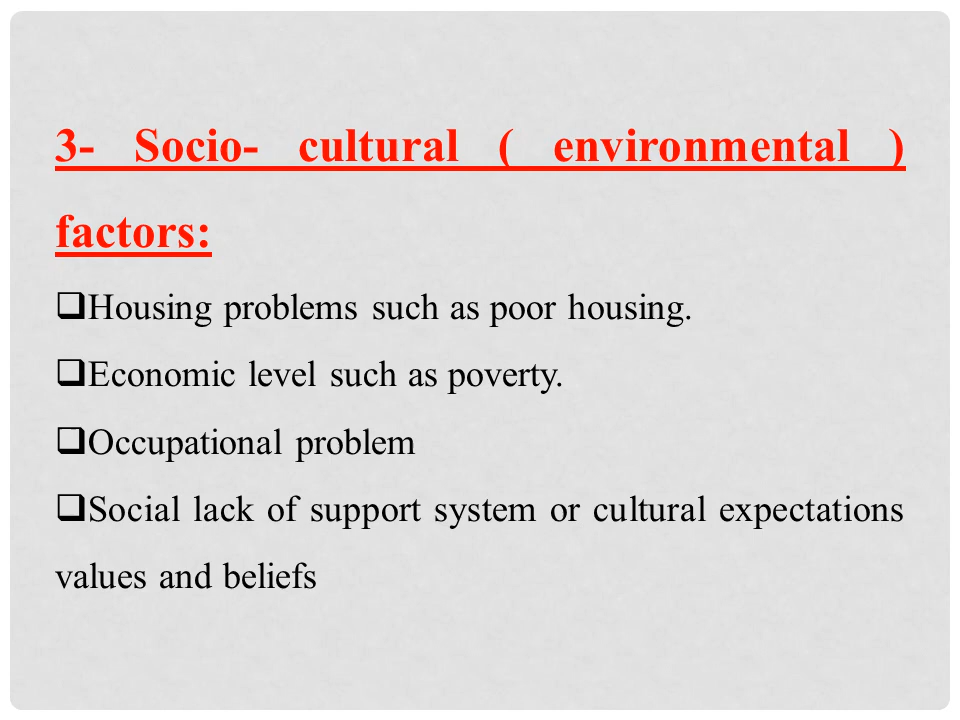 3- Socio- cultural ( environmental )
factors:
❑Housing problems such as poor housing.
❑Economic level such as poverty.
❑Occupational problem
❑Social lack of support system or cultural expectations
values and beliefs